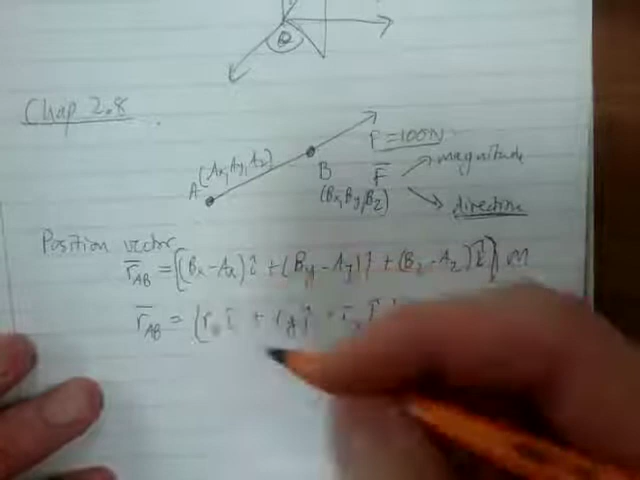 θ
Chap 2.8
F = 100N
A (Ax, Ay, Az)
B
(Bx, By, Bz)
F̄
magnitude
direction
Position vector
r̄AB = [(Bx-Ax)î + (By-Ay)ĵ + (Bz-Az)k̂] m
r̄AB =